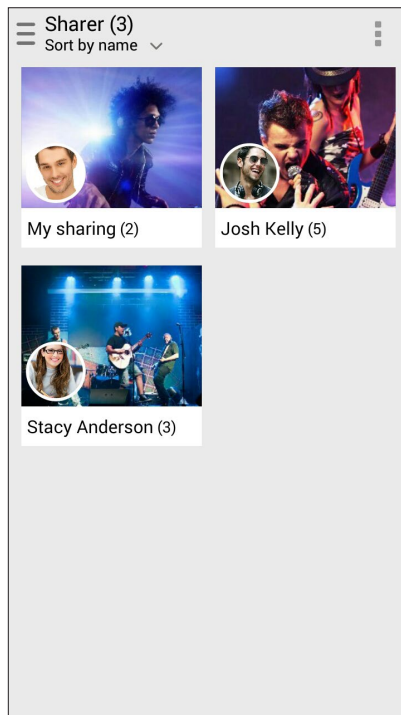 Sharer (3)
Sort by name
My sharing (2)
Josh Kelly (5)
Stacy Anderson (3)